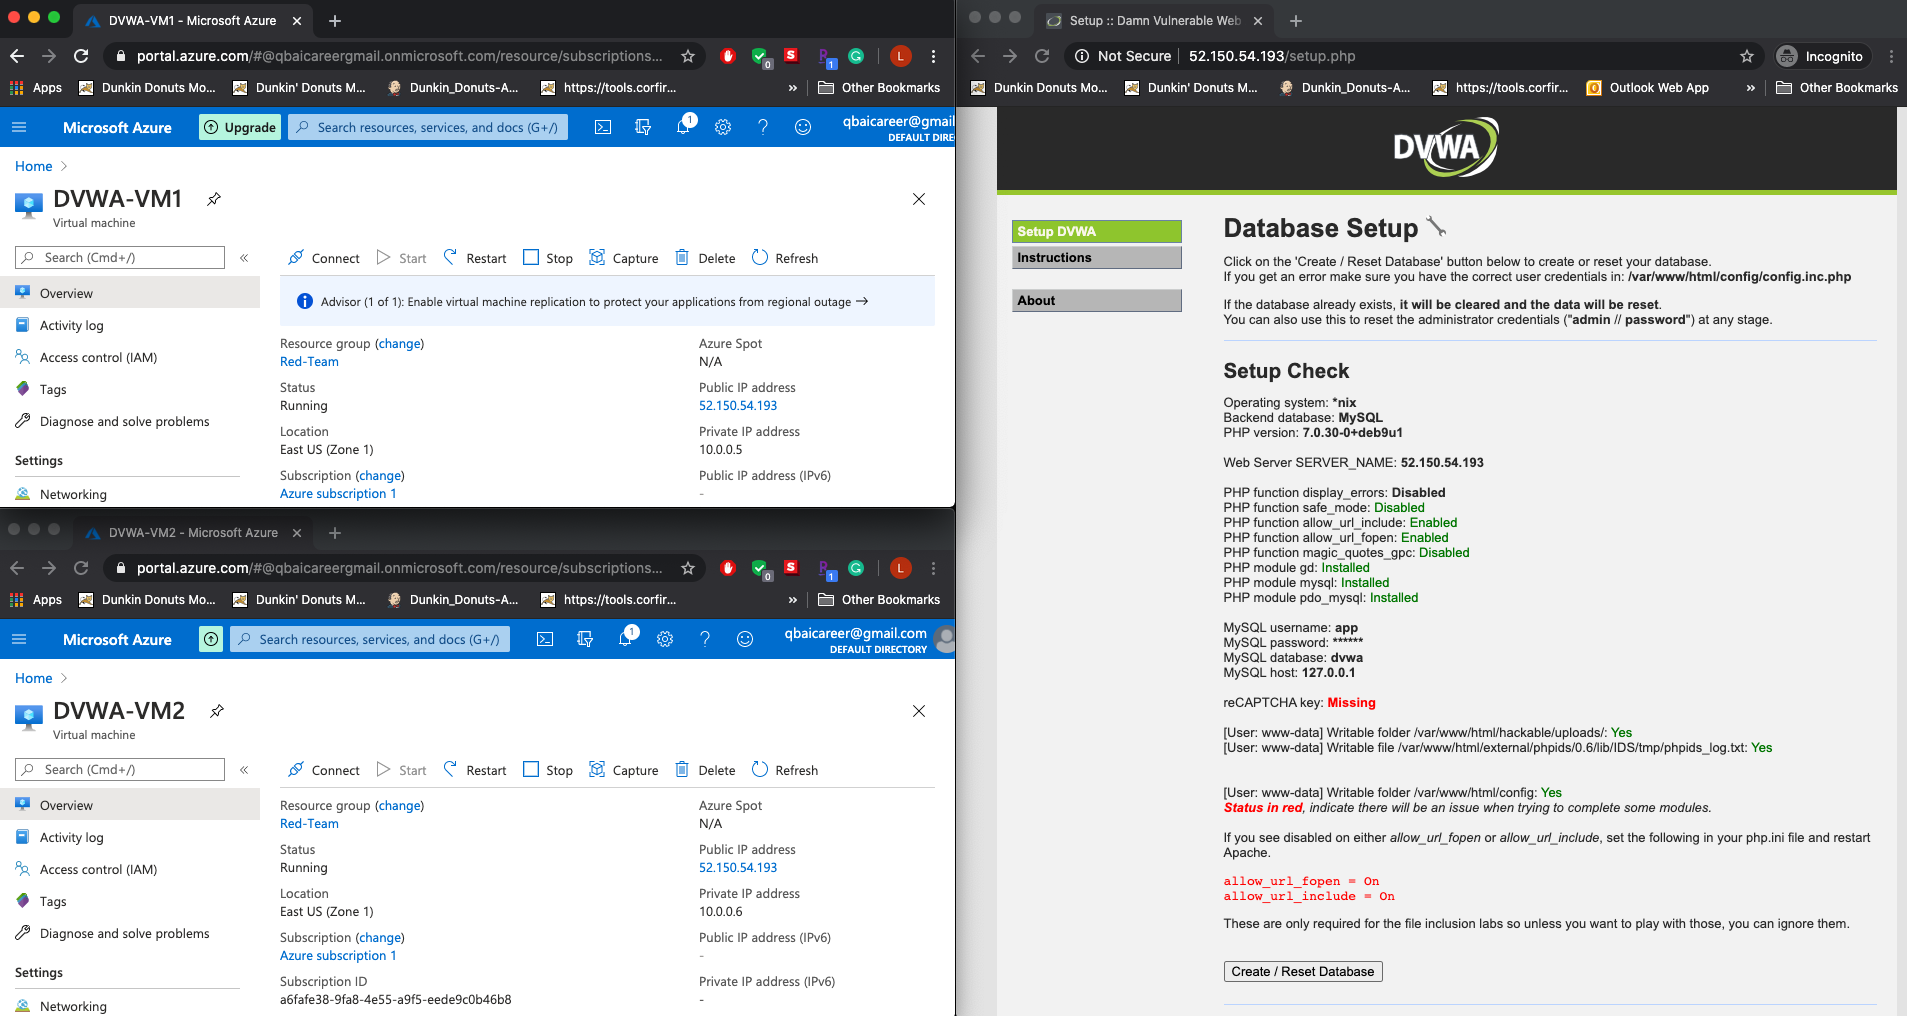 DVWA-VM1 - Microsoft Azure
portal.azure.com/#@qbaicareergmail.onmicrosoft.com/resource/subscriptions...
S
0
1
L
Apps
Dunkin Donuts Mo...
Dunkin' Donuts M...
Dunkin_Donuts-A...
https://tools.corfir...
»
Other Bookmarks
Microsoft Azure
Upgrade
Search resources, services, and docs (G+/)
1
?
qbaicareer@gmail
DEFAULT DIRE
Home
DVWA-VM1
Virtual machine
Search (Cmd+/)
«
Connect
Start
Restart
Stop
Capture
Delete
Refresh
Overview
Activity log
Access control (IAM)
Tags
Diagnose and solve problems
Settings
Networking
Advisor (1 of 1): Enable virtual machine replication to protect your applications from regional outage →
Resource group (change)
Red-Team
Status
Running
Location
East US (Zone 1)
Subscription (change)
Azure subscription 1
Azure Spot
N/A
Public IP address
52.150.54.193
Private IP address
10.0.0.5
Public IP address (IPv6)
-
DVWA-VM2 - Microsoft Azure
portal.azure.com/#@qbaicareergmail.onmicrosoft.com/resource/subscriptions...
S
0
1
L
Apps
Dunkin Donuts Mo...
Dunkin' Donuts M...
Dunkin_Donuts-A...
https://tools.corfir...
»
Other Bookmarks
Microsoft Azure
Search resources, services, and docs (G+/)
1
?
qbaicareer@gmail.com
DEFAULT DIRECTORY
Home
DVWA-VM2
Virtual machine
Search (Cmd+/)
«
Connect
Start
Restart
Stop
Capture
Delete
Refresh
Overview
Activity log
Access control (IAM)
Tags
Diagnose and solve problems
Settings
Networking
Resource group (change)
Red-Team
Status
Running
Location
East US (Zone 1)
Subscription (change)
Azure subscription 1
Subscription ID
a6fafe38-9fa8-4e55-a9f5-eede9c0b46b8
Azure Spot
N/A
Public IP address
52.150.54.193
Private IP address
10.0.0.6
Public IP address (IPv6)
-
Private IP address (IPv6)
-
Setup :: Damn Vulnerable Web
Not Secure
52.150.54.193/setup.php
Incognito
Dunkin Donuts Mo...
Dunkin' Donuts M...
Dunkin_Donuts-A...
https://tools.corfir...
Outlook Web App
»
Other Bookmarks
DVWA
Setup DVWA
Instructions
About
Database Setup
Click on the 'Create / Reset Database' button below to create or reset your database.
If you get an error make sure you have the correct user credentials in: /var/www/html/config/config.inc.php
If the database already exists, it will be cleared and the data will be reset.
You can also use this to reset the administrator credentials ("admin // password") at any stage.
Setup Check
Operating system: *nix
Backend database: MySQL
PHP version: 7.0.30-0+deb9u1
Web Server SERVER_NAME: 52.150.54.193
PHP function display_errors: Disabled
PHP function safe_mode: Disabled
PHP function allow_url_include: Enabled
PHP function allow_url_fopen: Enabled
PHP function magic_quotes_gpc: Disabled
PHP module gd: Installed
PHP module mysql: Installed
PHP module pdo_mysql: Installed
MySQL username: app
MySQL password: ******
MySQL database: dvwa
MySQL host: 127.0.0.1
reCAPTCHA key: Missing
[User: www-data] Writable folder /var/www/html/hackable/uploads/: Yes
[User: www-data] Writable file /var/www/html/external/phpids/0.6/lib/IDS/tmp/phpids_log.txt: Yes
[User: www-data] Writable folder /var/www/html/config: Yes
Status in red, indicate there will be an issue when trying to complete some modules.
If you see disabled on either allow_url_fopen or allow_url_include, set the following in your php.ini file and restart
Apache.
allow_url_fopen = On
allow_url_include = On
These are only required for the file inclusion labs so unless you want to play with those, you can ignore them.
Create / Reset Database